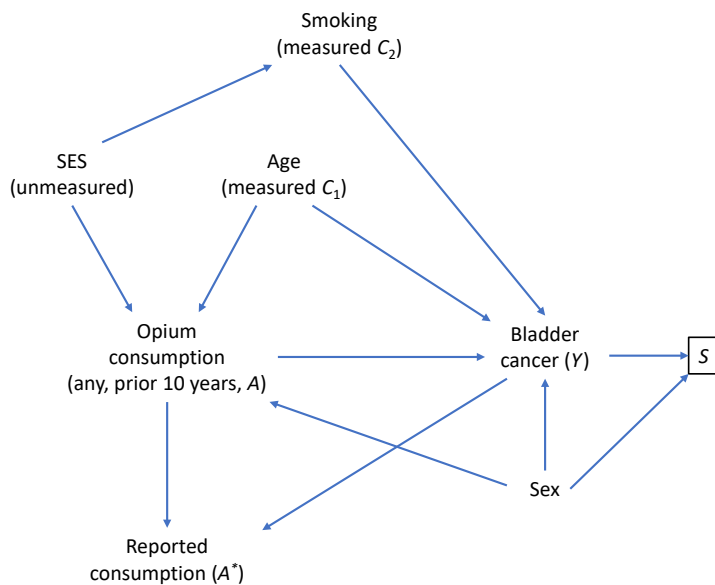 Smoking
(measured C₂)
SES
(unmeasured)
Age
(measured C₁)
Opium
consumption
(any, prior 10 years, A)
Bladder
cancer (Y)
S
Sex
Reported
consumption (A*)